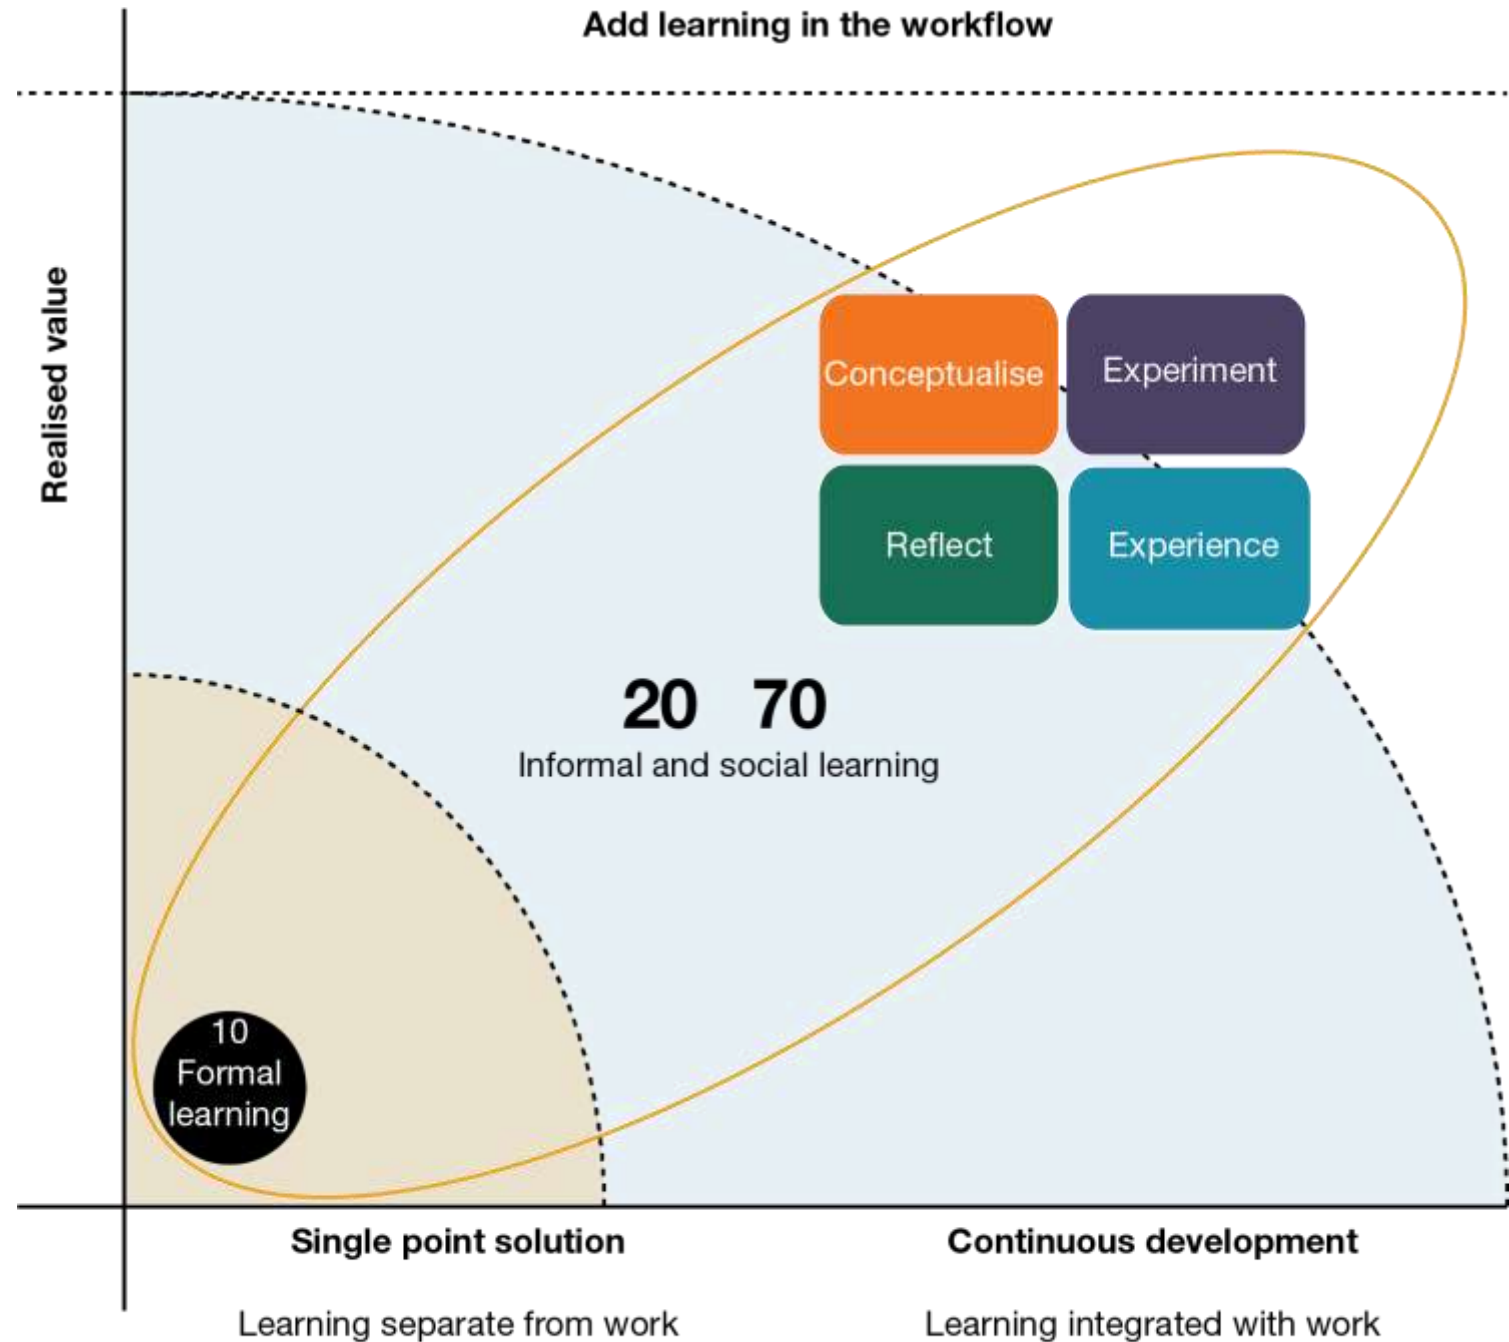 Add learning in the workflow
Realised value
Conceptualise
Experiment
Reflect
Experience
20 70
Informal and social learning
10
Formal
learning
Single point solution
Continuous development
Learning separate from work
Learning integrated with work